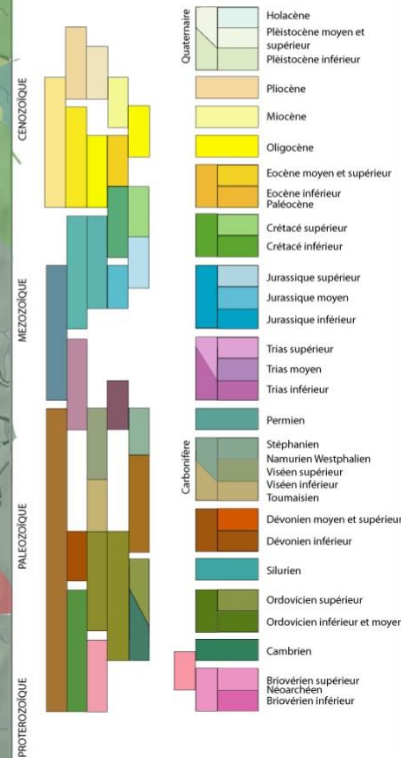 CENOZOÏQUE
MEZOZOÏQUE
PALEOZOÏQUE
PROTEROZOÏQUE
Quaternaire
Holacène
Pléistocène moyen et
supérieur
Pléistocène inférieur
Pliocène
Miocène
Oligocène
Eocène moyen et supérieur
Eocène inférieur
Paléocène
Crétacé supérieur
Crétacé inférieur
Jurassique supérieur
Jurassique moyen
Jurassique inférieur
Trias supérieur
Trias moyen
Trias inférieur
Permien
Carbonifère
Stéphanien
Namurien Westphalien
Viséen supérieur
Viséen inférieur
Toumaisien
Dévonien moyen et supérieur
Dévonien inférieur
Silurien
Ordovicien supérieur
Ordovicien inférieur et moyen
Cambrien
Briovérien supérieur
Néoarchéen
Briovérien inférieur